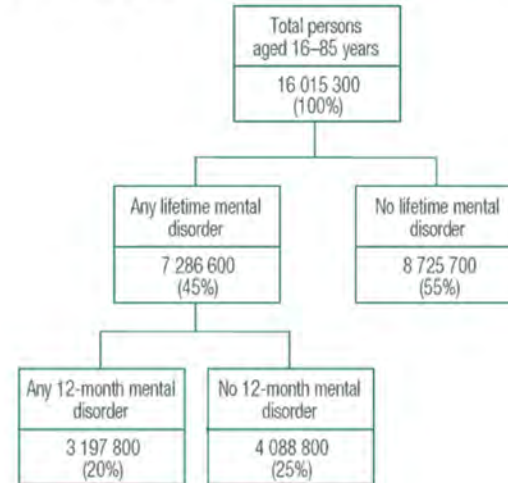 Total persons
aged 16–85 years
16 015 300
(100%)
Any lifetime mental
disorder
7 286 600
(45%)
No lifetime mental
disorder
8 725 700
(55%)
Any 12-month mental
disorder
3 197 800
(20%)
No 12-month mental
disorder
4 088 800
(25%)